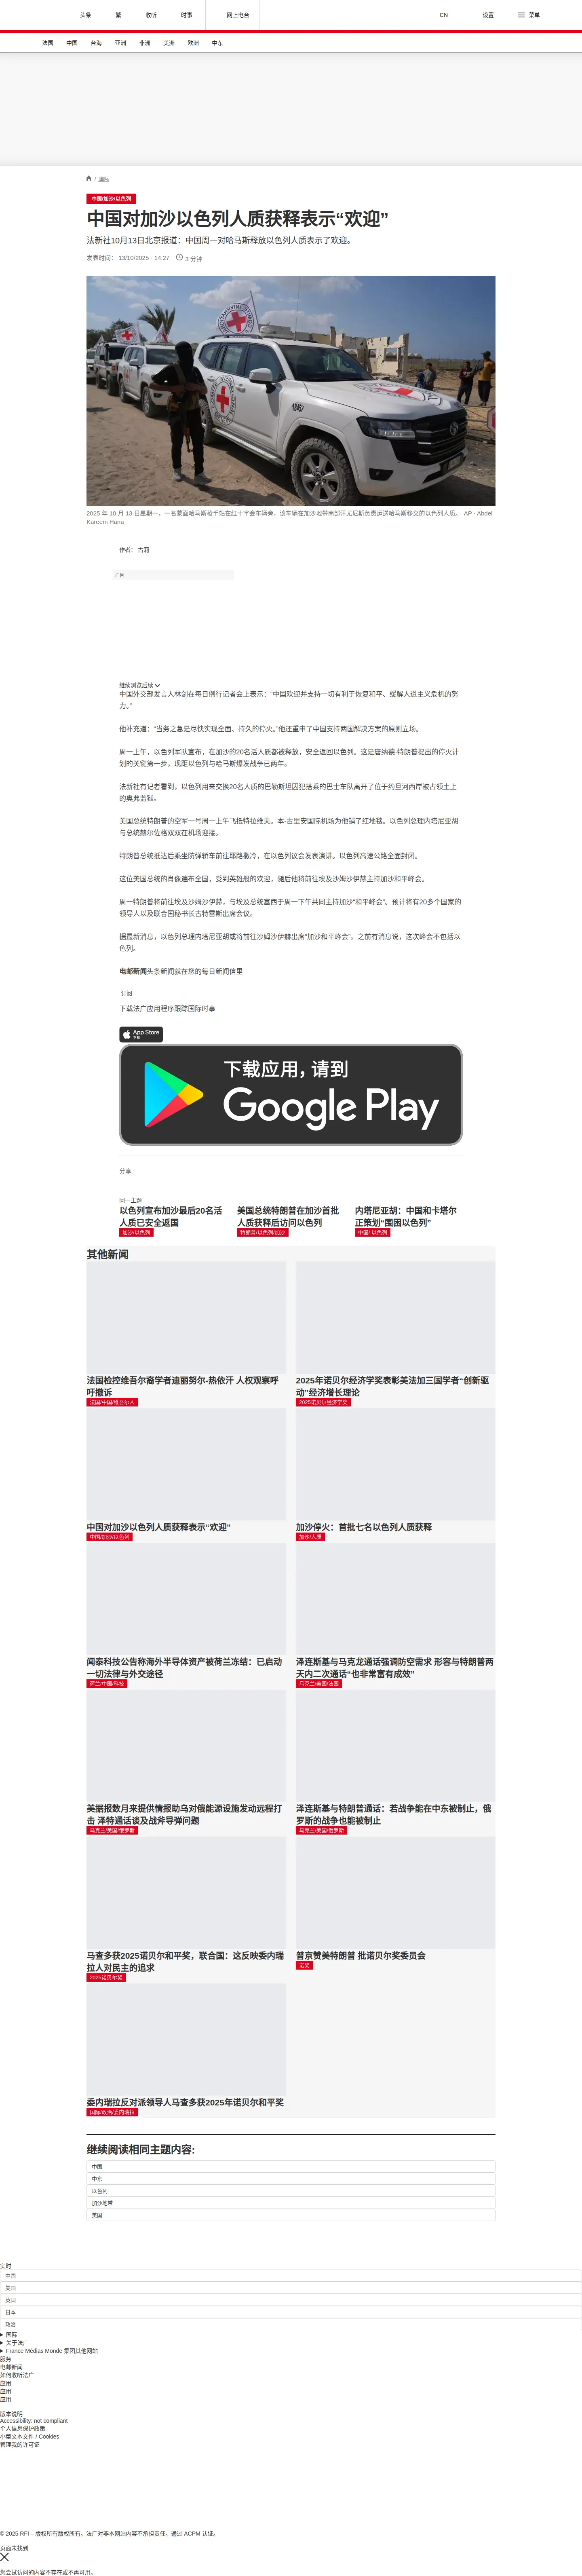 头条
繁
收听
时事
网上电台
CN
设置
菜单
法国
中国
台海
亚洲
非洲
美洲
欧洲
中东
/ 国际
中国/加沙/以色列
中国对加沙以色列人质获释表示“欢迎”
法新社10月13日北京报道：中国周一对哈马斯释放以色列人质表示了欢迎。
发表时间： 13/10/2025 - 14:27
3 分钟
2025 年 10 月 13 日星期一，一名蒙面哈马斯枪手站在红十字会车辆旁，该车辆在加沙地带南部汗尤尼斯负责运送哈马斯移交的以色列人质。 AP - Abdel
Kareem Hana
作者： 古莉
广告
继续浏览后续
中国外交部发言人林剑在每日例行记者会上表示：“中国欢迎并支持一切有利于恢复和平、缓解人道主义危机的努
力。”
他补充道：“当务之急是尽快实现全面、持久的停火。”他还重申了中国支持两国解决方案的原则立场。
周一上午，以色列军队宣布，在加沙的20名活人质都被释放，安全返回以色列。这是唐纳德·特朗普提出的停火计
划的关键第一步，现距以色列与哈马斯爆发战争已两年。
法新社有记者看到，以色列用来交换20名人质的巴勒斯坦囚犯搭乘的巴士车队离开了位于约旦河西岸被占领土上
的奥弗监狱。
美国总统特朗普的空军一号周一上午飞抵特拉维夫。本·古里安国际机场为他铺了红地毯。以色列总理内塔尼亚胡
与总统赫尔佐格双双在机场迎接。
特朗普总统抵达后乘坐防弹轿车前往耶路撒冷，在以色列议会发表演讲。以色列高速公路全面封闭。
这位美国总统的肖像遍布全国，受到英雄般的欢迎，随后他将前往埃及沙姆沙伊赫主持加沙和平峰会。
周一特朗普将前往埃及沙姆沙伊赫，与埃及总统塞西于周一下午共同主持加沙“和平峰会”。预计将有20多个国家的
领导人以及联合国秘书长古特雷斯出席会议。
据最新消息，以色列总理内塔尼亚胡或将前往沙姆沙伊赫出席“加沙和平峰会”。之前有消息说，这次峰会不包括以
色列。
电邮新闻头条新闻就在您的每日新闻信里
订阅
下载法广应用程序跟踪国际时事
App Store
下载
下载应用，请到
Google Play
分享 :
同一主题
以色列宣布加沙最后20名活
人质已安全返国
加沙/以色列
美国总统特朗普在加沙首批
人质获释后访问以色列
特朗普/以色列/加沙
内塔尼亚胡：中国和卡塔尔
正策划“围困以色列”
中国/ 以色列
其他新闻
法国检控维吾尔裔学者迪丽努尔-热依汗 人权观察呼
吁撤诉
法国/中国/维吾尔人
2025年诺贝尔经济学奖表彰美法加三国学者“创新驱
动”经济增长理论
2025诺贝尔经济学奖
中国对加沙以色列人质获释表示“欢迎”
中国/加沙/以色列
加沙停火：首批七名以色列人质获释
加沙/人质
闻泰科技公告称海外半导体资产被荷兰冻结：已启动
一切法律与外交途径
荷兰/中国/科技
泽连斯基与马克龙通话强调防空需求 形容与特朗普两
天内二次通话“也非常富有成效”
乌克兰/美国/法国
美据报数月来提供情报助乌对俄能源设施发动远程打
击 泽特通话谈及战斧导弹问题
乌克兰/美国/俄罗斯
泽连斯基与特朗普通话：若战争能在中东被制止，俄
罗斯的战争也能被制止
乌克兰/美国/俄罗斯
马查多获2025诺贝尔和平奖，联合国：这反映委内瑞
拉人对民主的追求
2025诺贝尔奖
普京赞美特朗普 批诺贝尔奖委员会
诺奖
委内瑞拉反对派领导人马查多获2025年诺贝尔和平奖
国际/政治/委内瑞拉
继续阅读相同主题内容:
中国
中东
以色列
加沙地带
美国
实时
中国
美国
英国
日本
政治
国际
关于法广
France Médias Monde 集团其他网站
服务
电邮新闻
如何收听法广
应用
应用
应用
版本说明
Accessibility: not compliant
个人信息保护政策
小型文本文件 / Cookies
管理我的许可证
© 2025 RFI – 版权所有版权所有。法广对非本网站内容不承担责任。通过 ACPM 认证。
页面未找到
您尝试访问的内容不存在或不再可用。